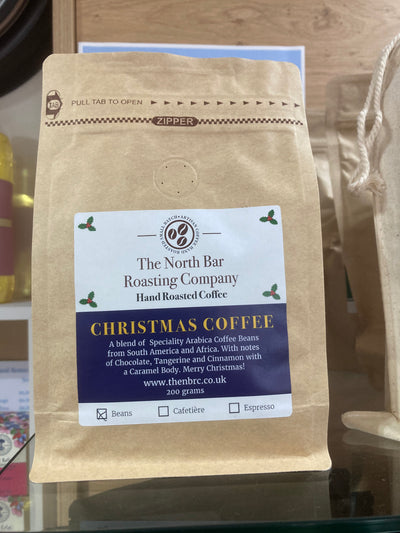 TAB
PULL TAB TO OPEN
ZIPPER
The North Bar
Roasting Company
Hand Roasted Coffee
CHRISTMAS COFFEE
A blend of Speciality Arabica Coffee Beans
from South America and Africa. With notes
of Chocolate, Tangerine and Cinnamon with
a Caramel Body. Merry Christmas!
www.thenbrc.co.uk
200 grams
Beans Cafetière Espresso